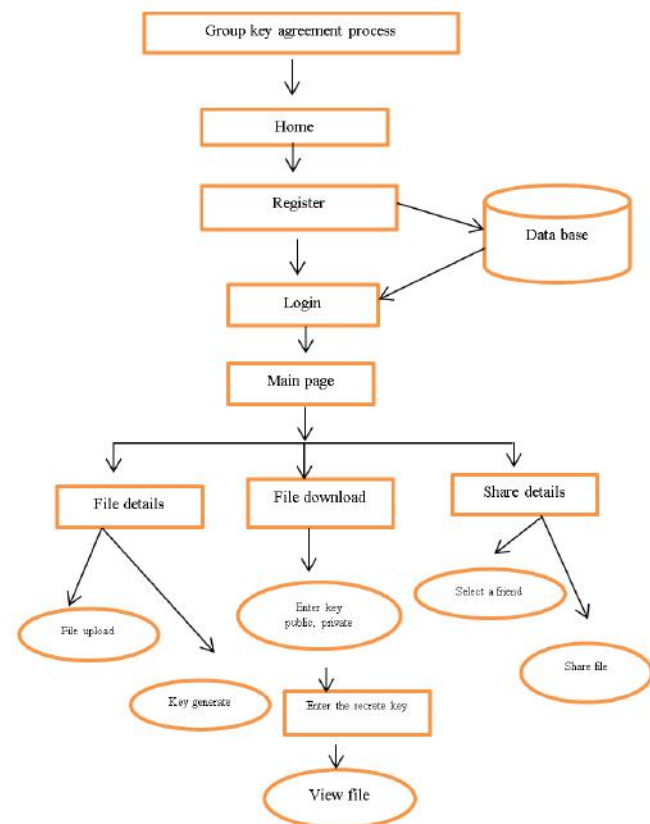 Group key agreement process
Home
Register
Data base
Login
Main page
File details
File download
Share details
File upload
Key generate
Enter key
public, private
Select a friend
Share file
Enter the secrete key
View file